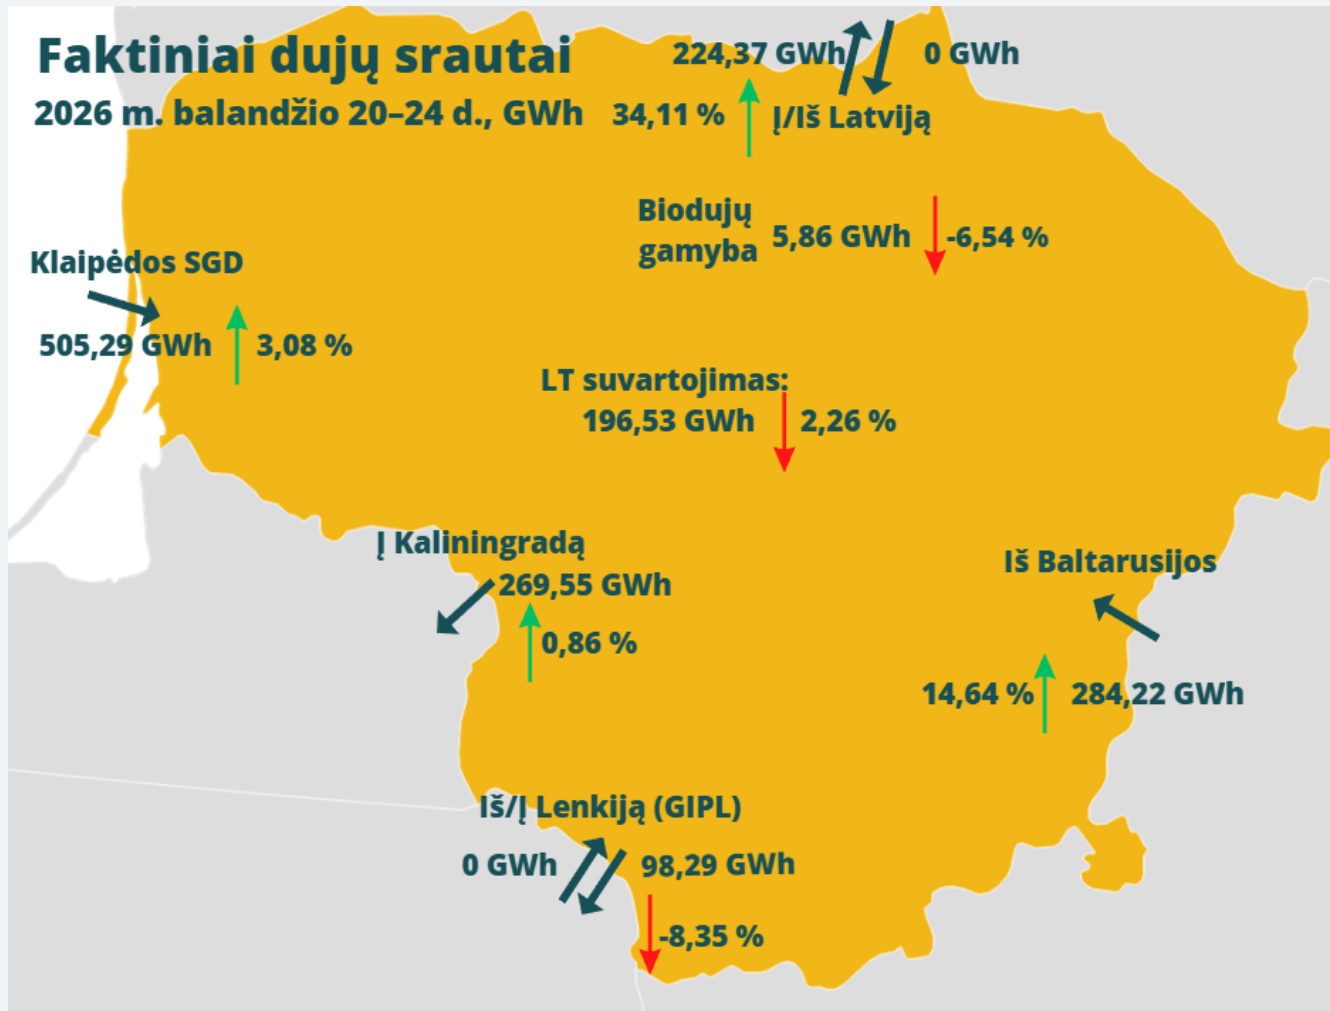 Faktiniai dujų srautai
2026 m. balandžio 20–24 d., GWh
224,37 GWh
0 GWh
34,11 %
Į/Iš Latviją
Biodujų
gamyba
5,86 GWh
-6,54 %
Klaipėdos SGD
505,29 GWh
3,08 %
LT suvartojimas:
196,53 GWh
2,26 %
Į Kaliningradą
269,55 GWh
0,86 %
Iš Baltarusijos
14,64 %
284,22 GWh
Iš/Į Lenkiją (GIPL)
0 GWh
98,29 GWh
-8,35 %